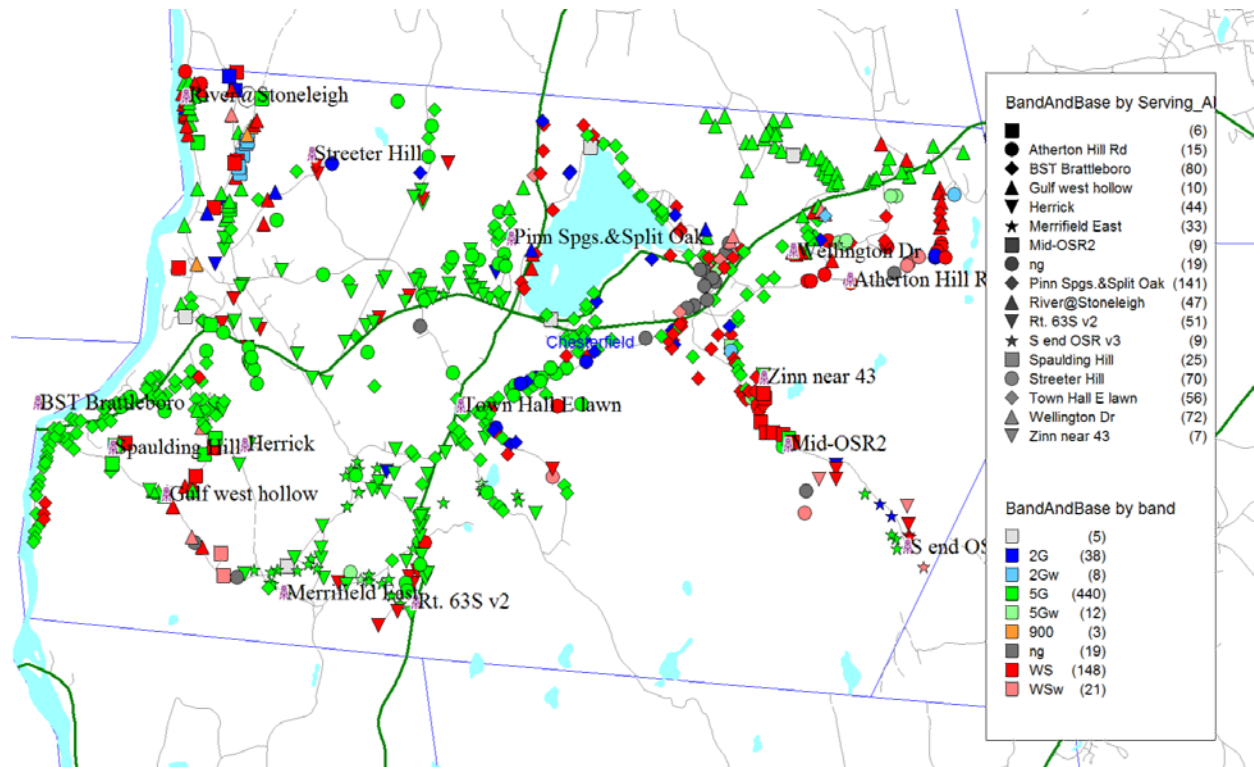 River@Stoneleigh
Streeter Hill
Pinn Spgs.&Split Oak
Wellington Dr
Atherton Hill R
Chesterfield
Zinn near 43
BST Brattleboro
Town Hall E lawn
Spaulding Hill
Herrick
Mid-OSR2
Gulf west hollow
S end OS
Merrifield East
Rt. 63S v2
BandAndBase by Serving_Al
(6)
Atherton Hill Rd (15)
BST Brattleboro (80)
Gulf west hollow (10)
Herrick (44)
Merrifield East (33)
Mid-OSR2 (9)
ng (19)
Pinn Spgs.&Split Oak (141)
River@Stoneleigh (47)
Rt. 63S v2 (51)
S end OSR v3 (9)
Spaulding Hill (25)
Streeter Hill (70)
Town Hall E lawn (56)
Wellington Dr (72)
Zinn near 43 (7)
BandAndBase by band
(5)
2G (38)
2Gw (8)
5G (440)
5Gw (12)
900 (3)
ng (19)
WS (148)
WSw (21)